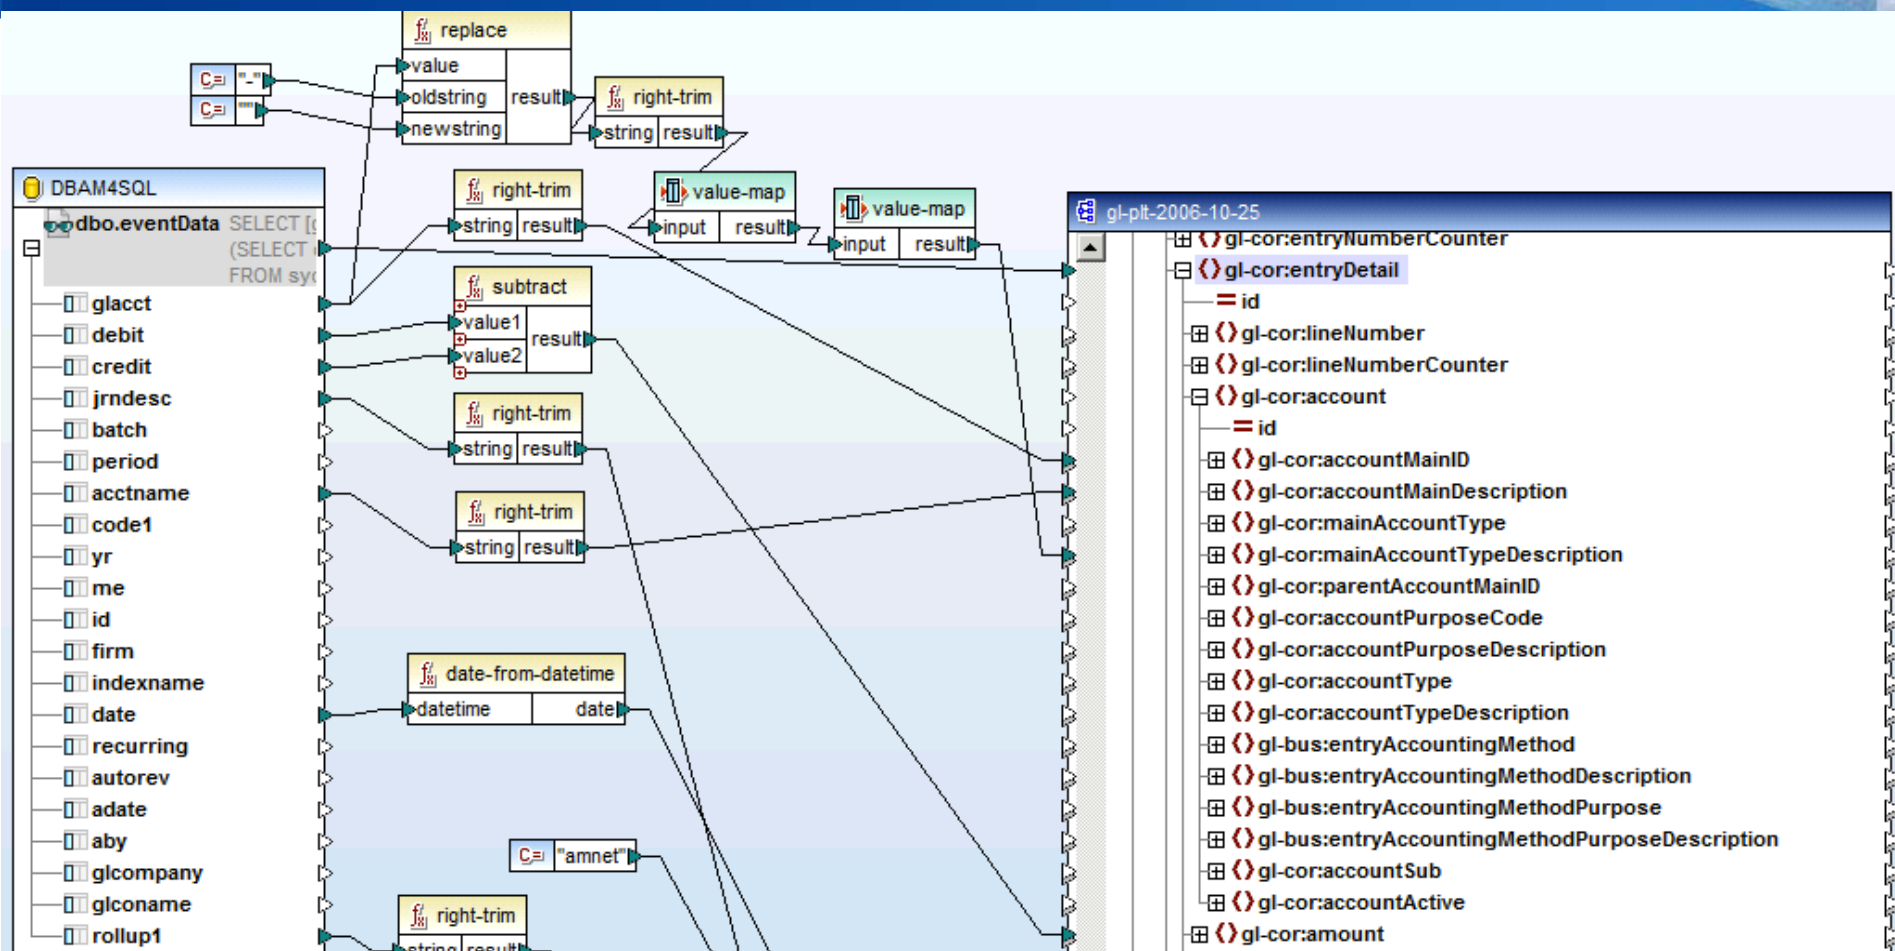 replace
value
oldstring
newstring
result
C= "-"
C= ""
right-trim
string result
DBAM4SQL
dbo.eventData SELECT [g
(SELECT
FROM sys
glacct
debit
credit
jrndesc
batch
period
acctname
code1
yr
me
id
firm
indexname
date
recurring
autorev
adate
aby
glcompany
glconame
rollup1
right-trim
string result
value-map
input result
value-map
input result
subtract
value1
value2
result
right-trim
string result
right-trim
string result
date-from-datetime
datetime date
C= "amnet"
right-trim
string result
gl-plt-2006-10-25
gl-cor:entryNumberCounter
gl-cor:entryDetail
id
gl-cor:lineNumber
gl-cor:lineNumberCounter
gl-cor:account
id
gl-cor:accountMainID
gl-cor:accountMainDescription
gl-cor:mainAccountType
gl-cor:mainAccountTypeDescription
gl-cor:parentAccountMainID
gl-cor:accountPurposeCode
gl-cor:accountPurposeDescription
gl-cor:accountType
gl-cor:accountTypeDescription
gl-bus:entryAccountingMethod
gl-bus:entryAccountingMethodDescription
gl-bus:entryAccountingMethodPurpose
gl-bus:entryAccountingMethodPurposeDescription
gl-cor:accountSub
gl-cor:accountActive
gl-cor:amount